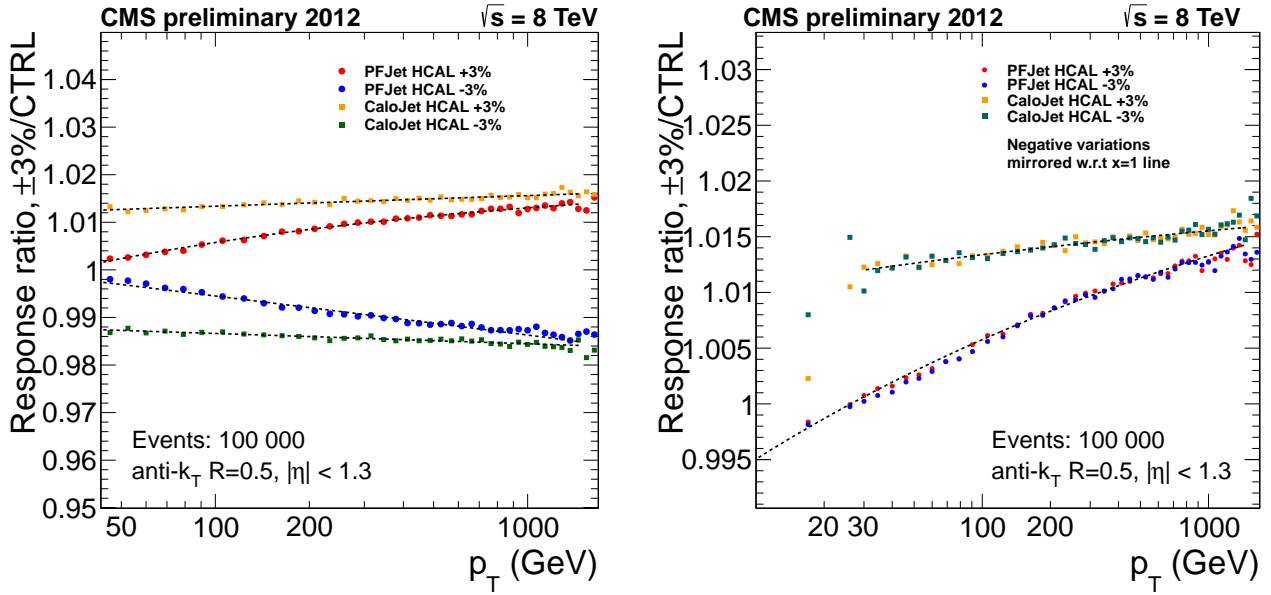 CMS preliminary 2012 √s = 8 TeV
Response ratio, ±3%/CTRL
1.04
1.03
1.02
1.01
1
0.99
0.98
0.97
0.96
0.95
PFJet HCAL +3%
PFJet HCAL -3%
CaloJet HCAL +3%
CaloJet HCAL -3%
Events: 100 000
anti-k_T R=0.5, |η| < 1.3
50 100 200 1000
p_T (GeV)
CMS preliminary 2012 √s = 8 TeV
Response ratio, ±3%/CTRL
1.03
1.025
1.02
1.015
1.01
1.005
1
0.995
PFJet HCAL +3%
PFJet HCAL -3%
CaloJet HCAL +3%
CaloJet HCAL -3%
Negative variations
mirrored w.r.t x=1 line
Events: 100 000
anti-k_T R=0.5, |η| < 1.3
20 30 100 200 1000
p_T (GeV)